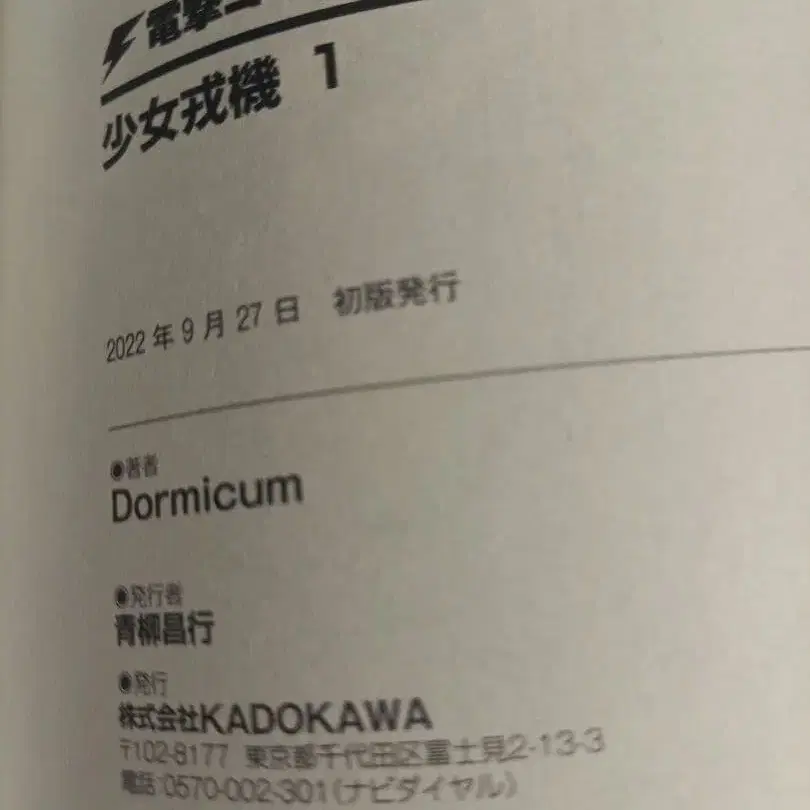 電撃コ
少女戎機 1
2022年9月27日 初版発行
●著者
Dormicum
●発行者
青柳昌行
●発行
株式会社KADOKAWA
〒102-8177 東京都千代田区富士見2-13-3
電話:0570-002-301(ナビダイヤル)